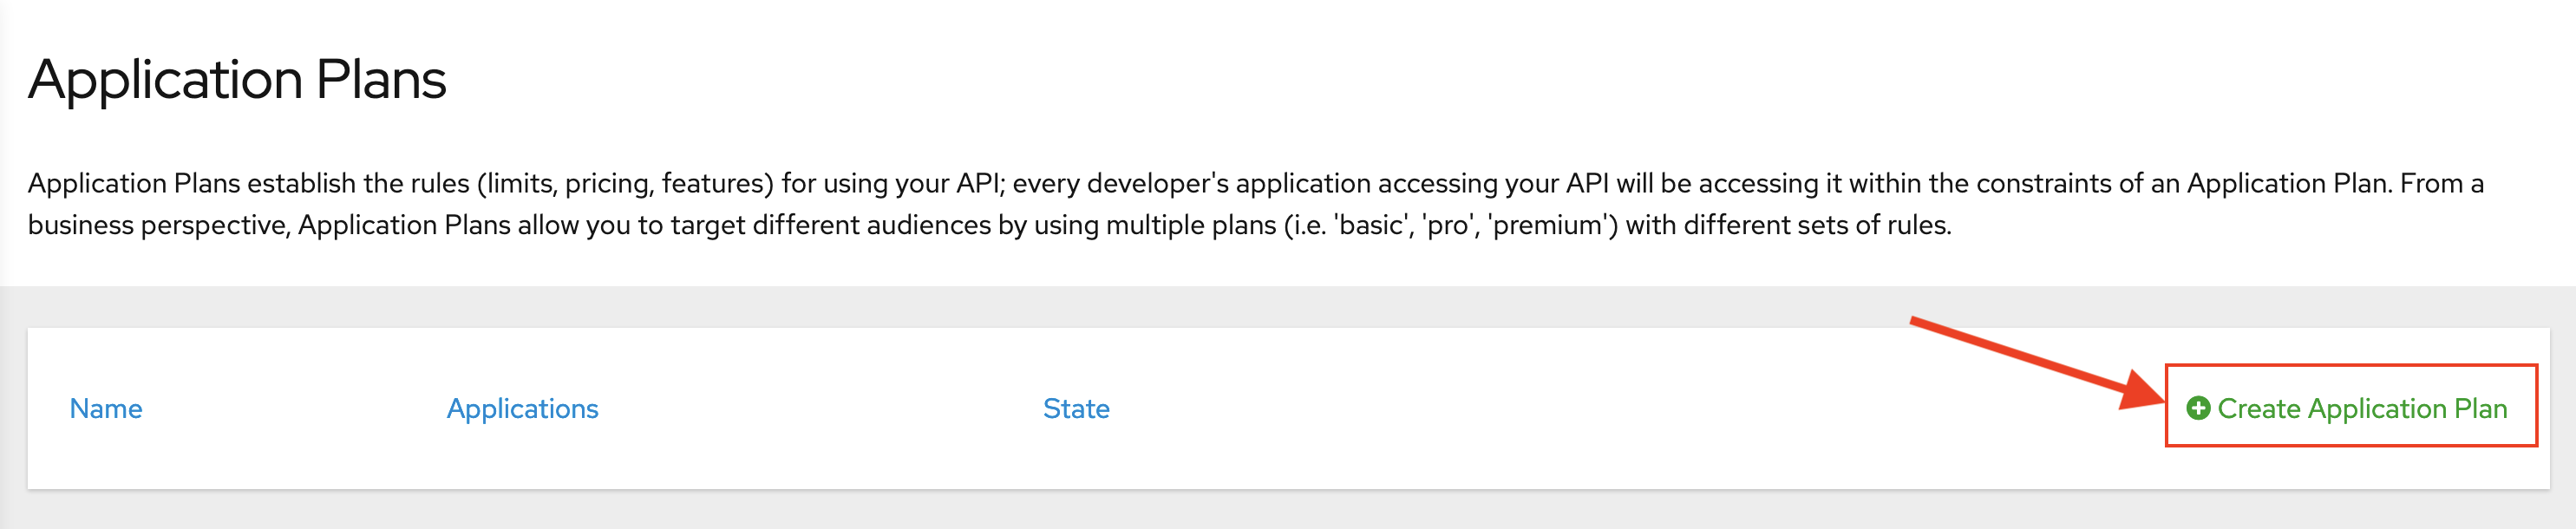 Application Plans
Application Plans establish the rules (limits, pricing, features) for using your API; every developer's application accessing your API will be accessing it within the constraints of an Application Plan. From a
business perspective, Application Plans allow you to target different audiences by using multiple plans (i.e. 'basic', 'pro', 'premium') with different sets of rules.
Name Applications State Create Application Plan